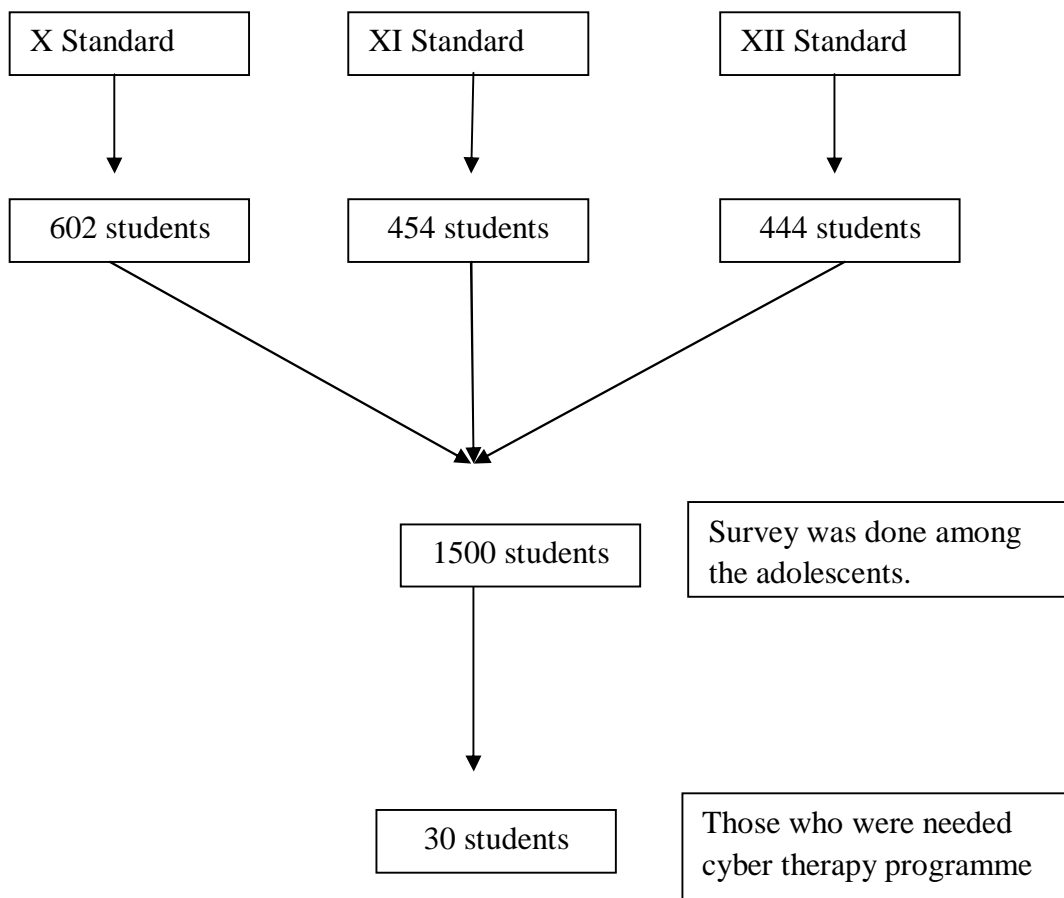 X Standard
XI Standard
XII Standard
602 students
454 students
444 students
1500 students
Survey was done among
the adolescents.
30 students
Those who were needed
cyber therapy programme